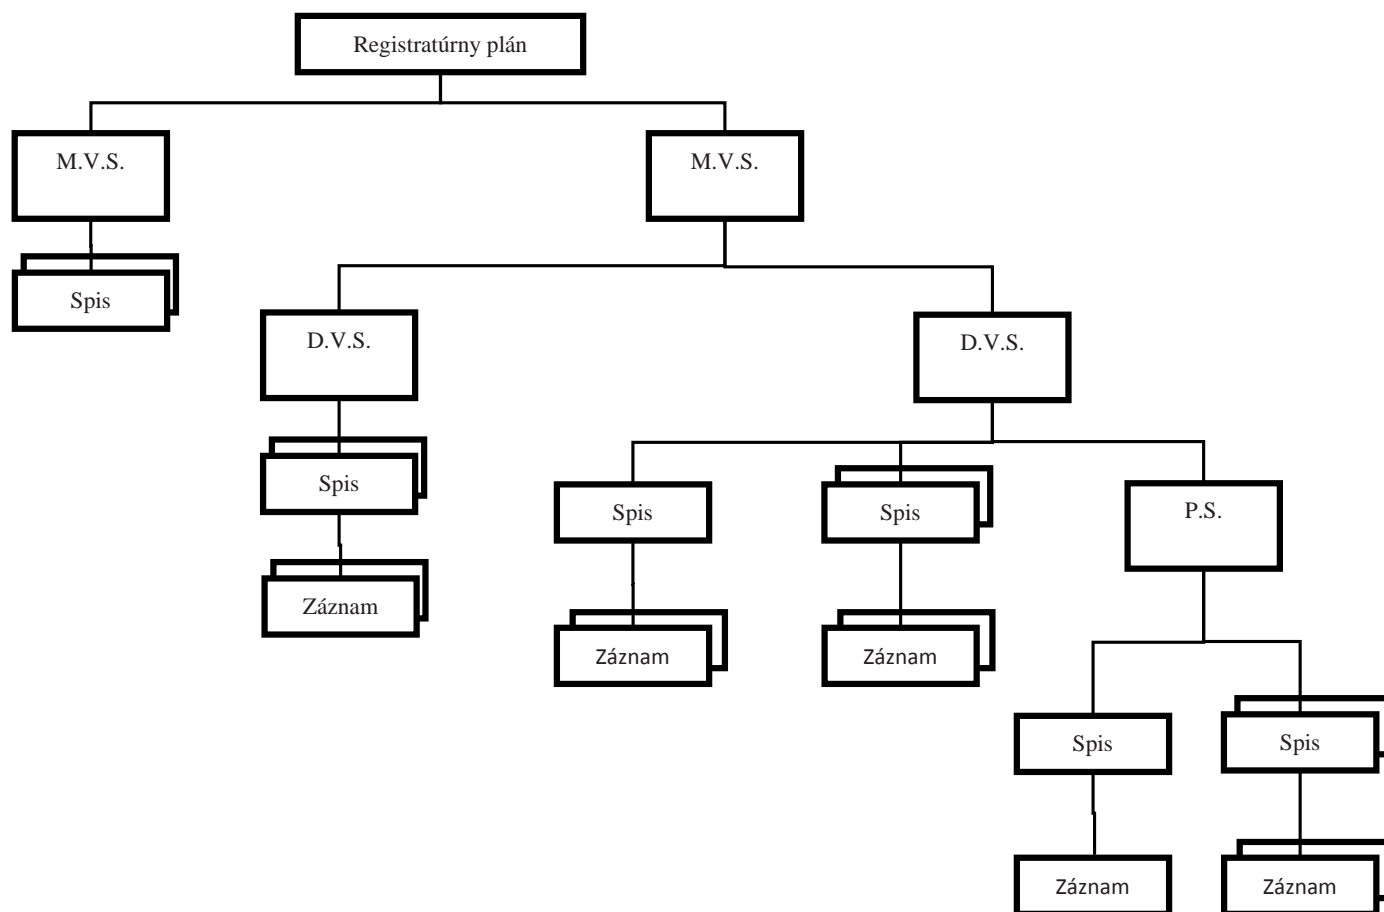 Registratúrny plán
M.V.S.
M.V.S.
Spis
D.V.S.
D.V.S.
Spis
Spis
Spis
P.S.
Záznam
Záznam
Záznam
Spis
Spis
Záznam
Záznam